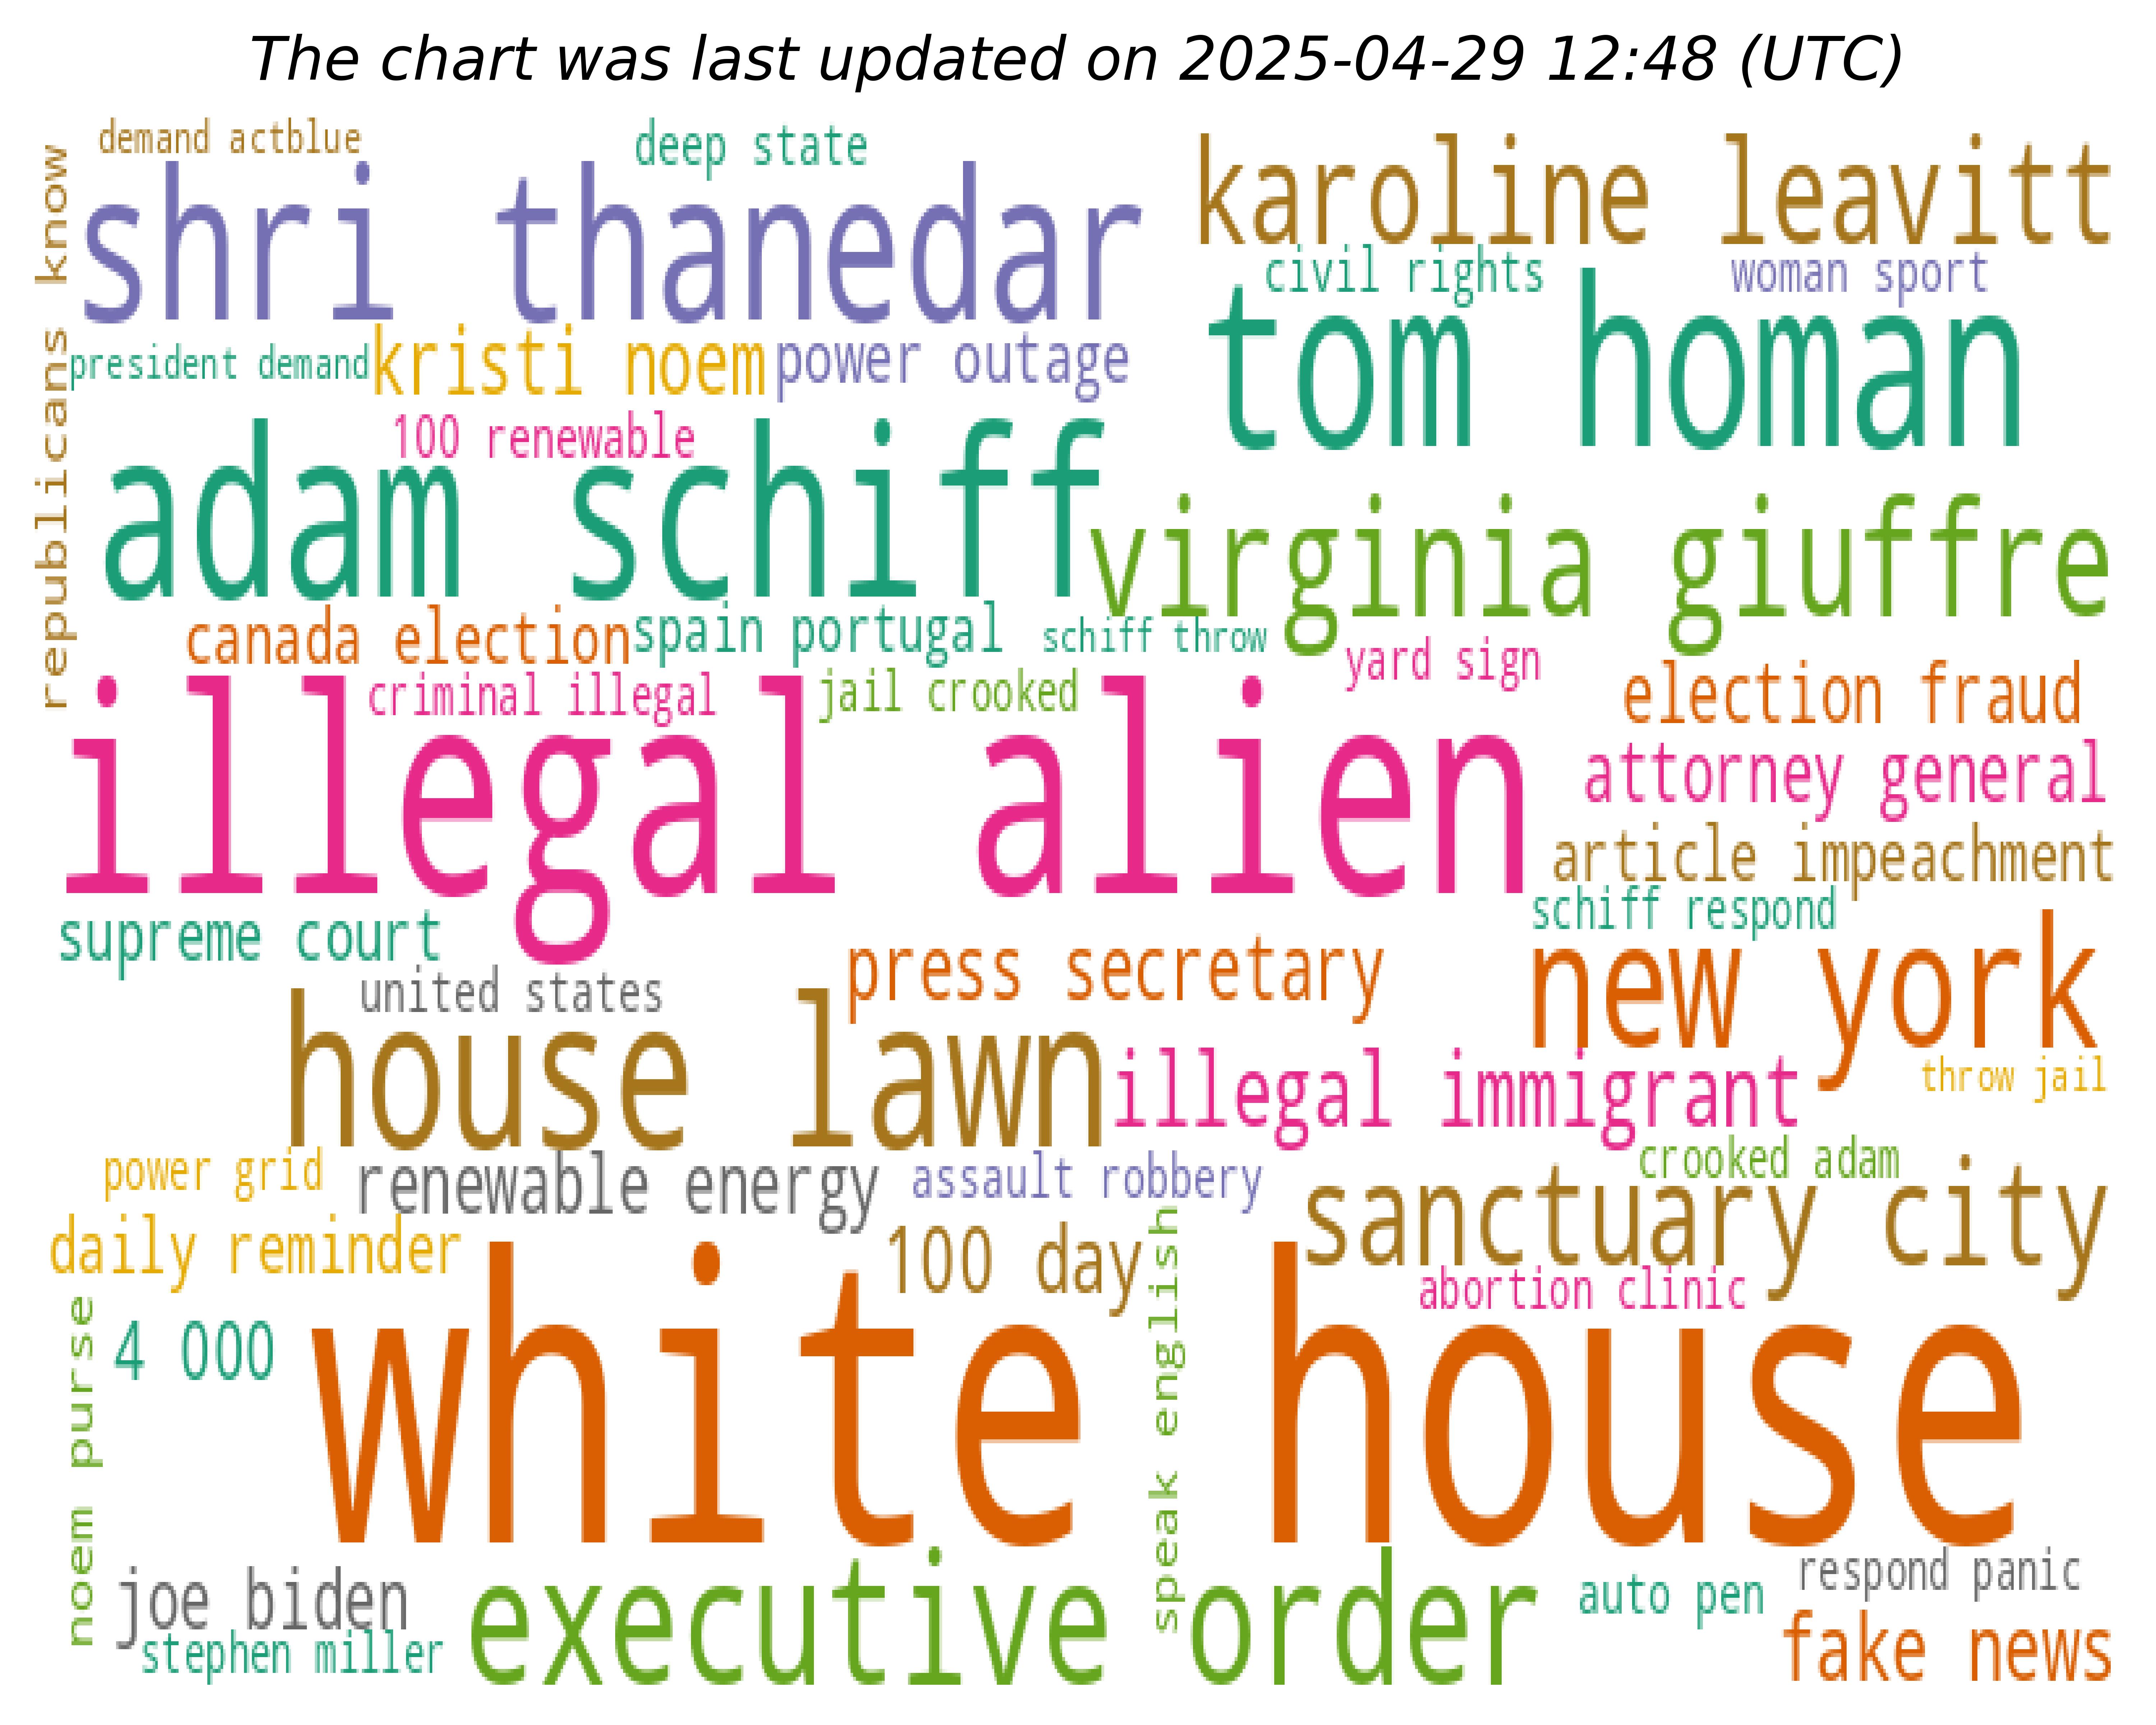 The chart was last updated on 2025-04-29 12:48 (UTC)
demand actblue
deep state
karoline leavitt
republicans know
shri thanedar
civil rights
woman sport
president demand
kristi noem
power outage
tom homan
100 renewable
adam schiff
virginia giuffre
canada election
spain portugal
schiff throw
yard sign
criminal illegal
jail crooked
election fraud
illegal alien
attorney general
article impeachment
supreme court
schiff respond
press secretary
new york
united states
house lawn
illegal immigrant
throw jail
power grid
renewable energy
assault robbery
crooked adam
sanctuary city
daily reminder
100 day
speak english
abortion clinic
noem purse
4 000
white house
joe biden
executive order
auto pen
respond panic
stephen miller
fake news